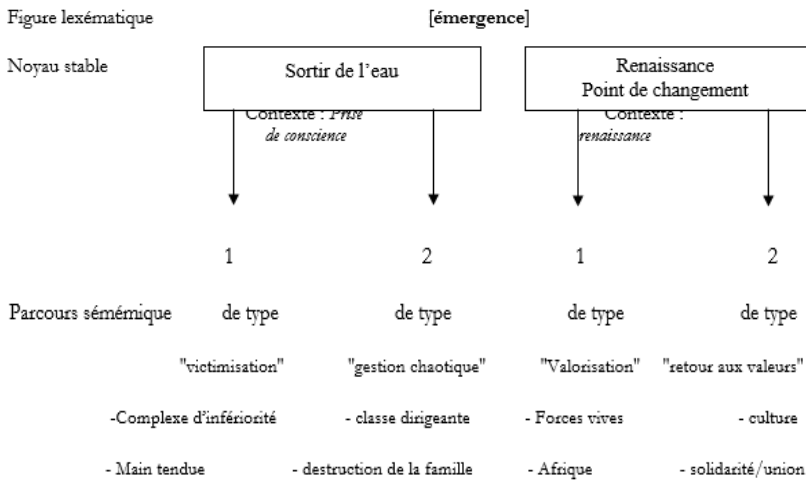 Figure lexématique [émergence]
Noyau stable Sortir de l'eau Renaissance
Point de changement
Contexte : Prise Contexte :
de conscience renaissance
1 2 1 2
Parcours sémémique de type de type de type de type
"victimisation" "gestion chaotique" "Valorisation" "retour aux valeurs"
-Complexe d'infériorité - classe dirigeante - Forces vives - culture
- Main tendue - destruction de la famille - Afrique - solidarité/union